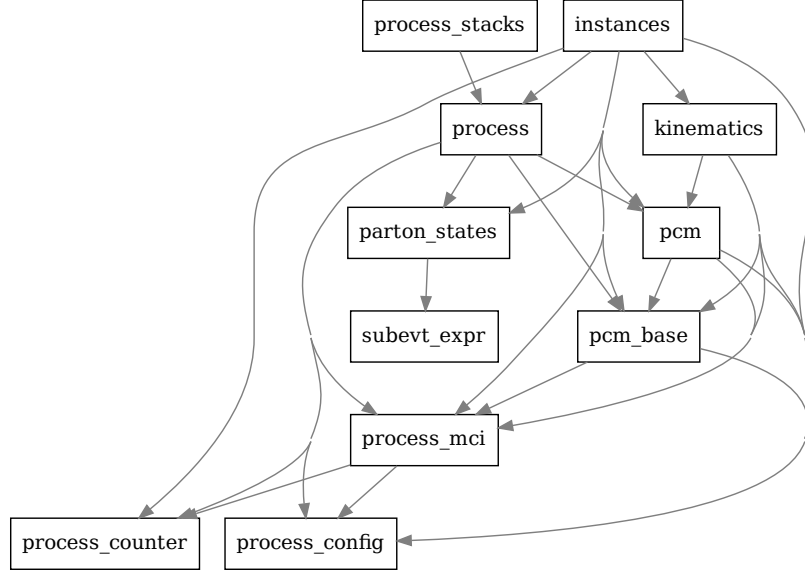 process_stacks
instances
process
kinematics
parton_states
pcm
subevt_expr
pcm_base
process_mci
process_counter
process_config